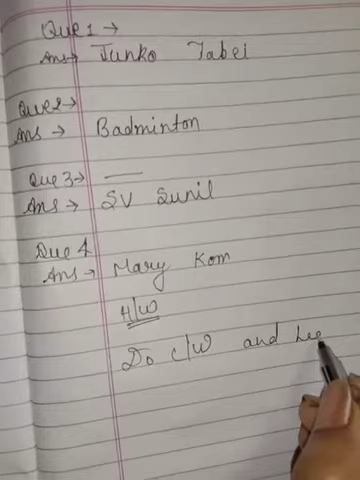 Que 1 →
Ans → Junko Tabei
Que 2 →
Ans → Badminton
Que 3 → —
Ans → SV Sunil
Que 4
Ans → Mary Kom
H/W
Do C/W and